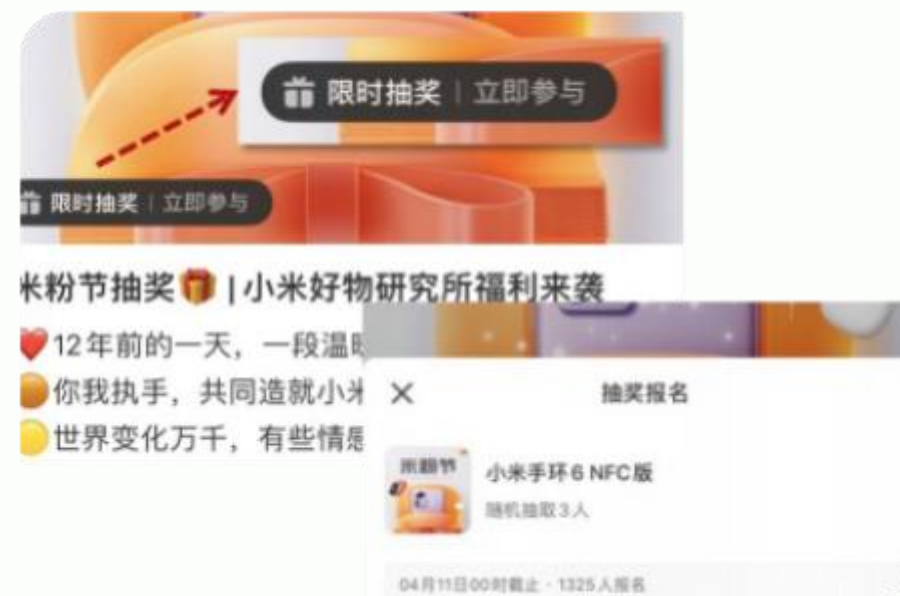 限时抽奖 | 立即参与
限时抽奖 | 立即参与
米粉节抽奖🎁 | 小米好物研究所福利来袭
❤️12年前的一天，一段温暖
🟠你我执手，共同造就小米
🟡世界变化万千，有些情感
抽奖报名
米粉节
小米手环6 NFC版
随机抽取3人
04月11日00时截止 · 1325人报名